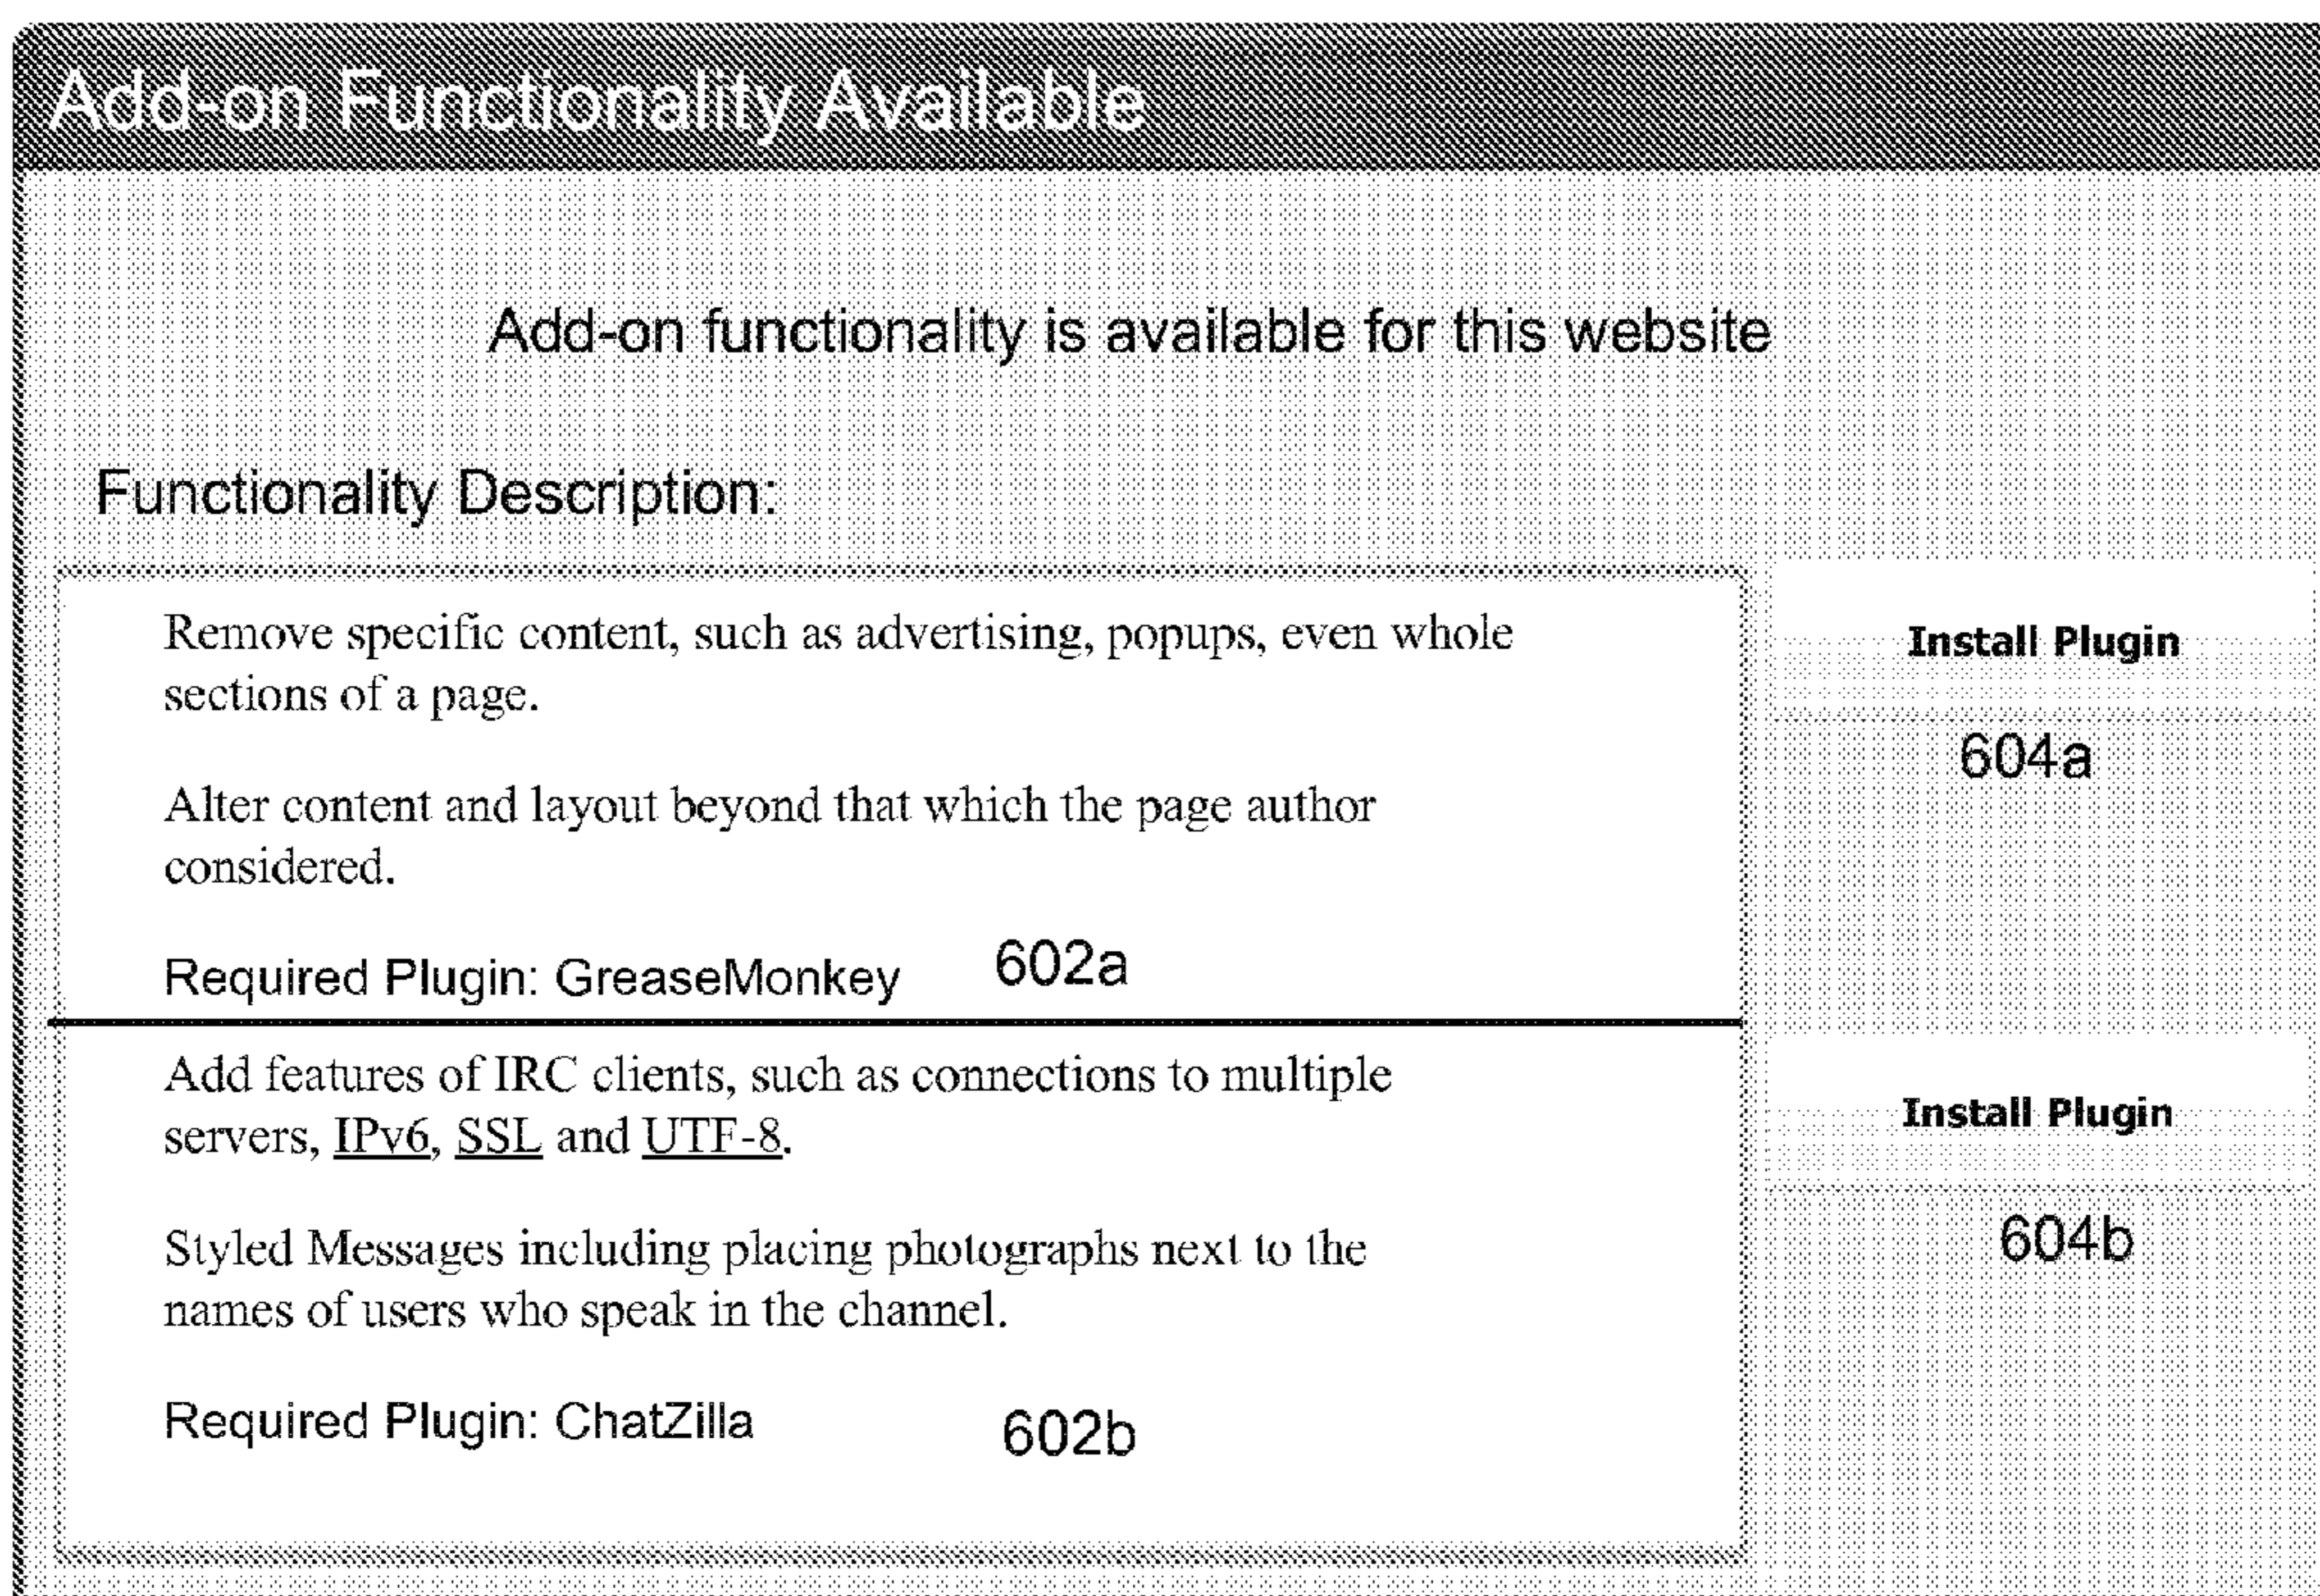 Add-on Functionality Available
Add-on functionality is available for this website
Functionality Description:
Remove specific content, such as advertising, popups, even whole
sections of a page.
Install Plugin
604a
Alter content and layout beyond that which the page author
considered.
Required Plugin: GreaseMonkey 602a
Add features of IRC clients, such as connections to multiple
servers, IPv6, SSL and UTF-8.
Install Plugin
604b
Styled Messages including placing photographs next to the
names of users who speak in the channel.
Required Plugin: ChatZilla 602b